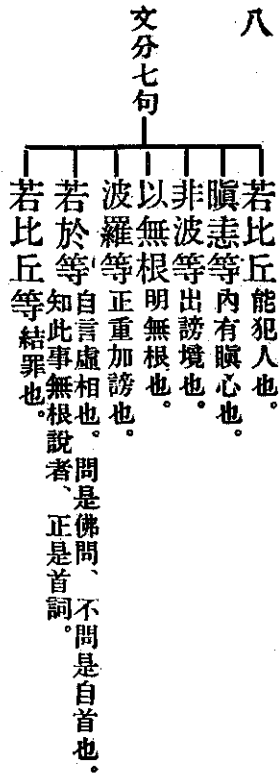 八
文分七句
若比丘能犯人也。
瞋恚等內有瞋心也。
非波等出謗境也。
以無根明無根也。
波羅等正重加謗也。
若於等自言虛相也。問是佛問、不問是自首也。
知此事無根說者、正是首詞。
若比丘等結罪也。